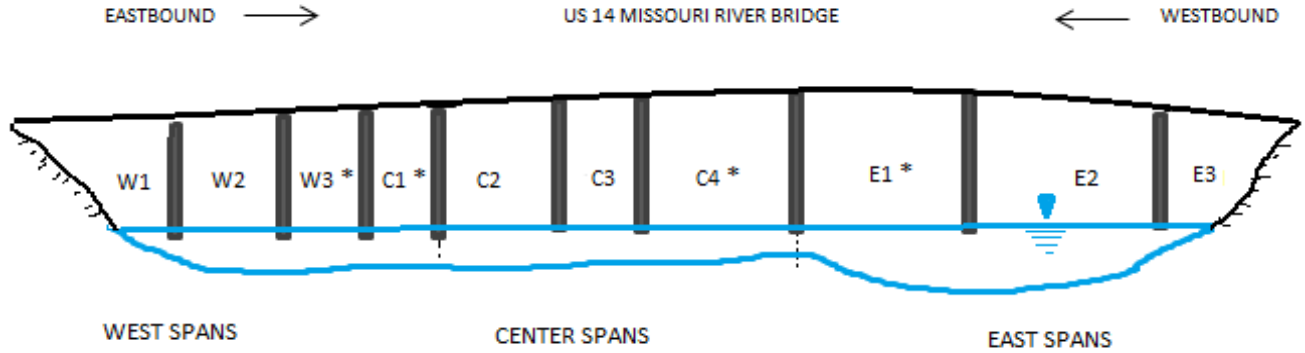 EASTBOUND → US 14 MISSOURI RIVER BRIDGE ← WESTBOUND
W1 W2 W3 * C1 * C2 C3 C4 * E1 * E2 E3
WEST SPANS CENTER SPANS EAST SPANS